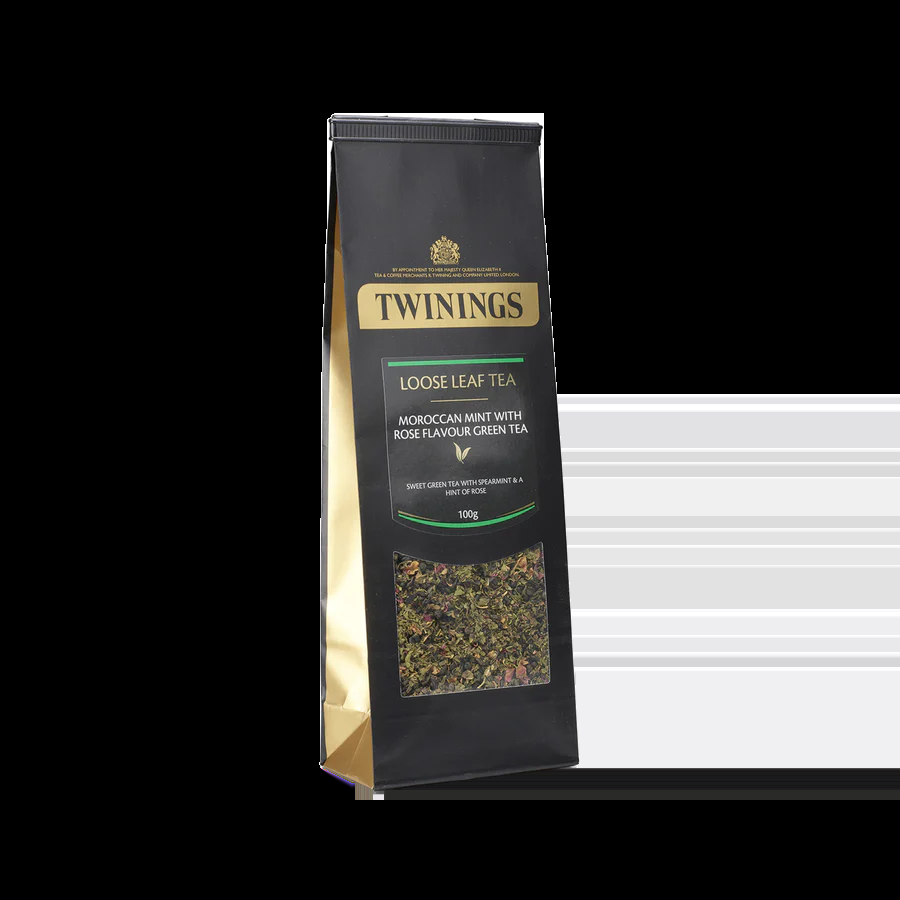 BY APPOINTMENT TO HER MAJESTY QUEEN ELIZABETH II
TEA & COFFEE MERCHANTS R. TWINING AND COMPANY LIMITED LONDON
TWININGS
LOOSE LEAF TEA
MOROCCAN MINT WITH
ROSE FLAVOUR GREEN TEA
SWEET GREEN TEA WITH SPEARMINT & A
HINT OF ROSE
100g